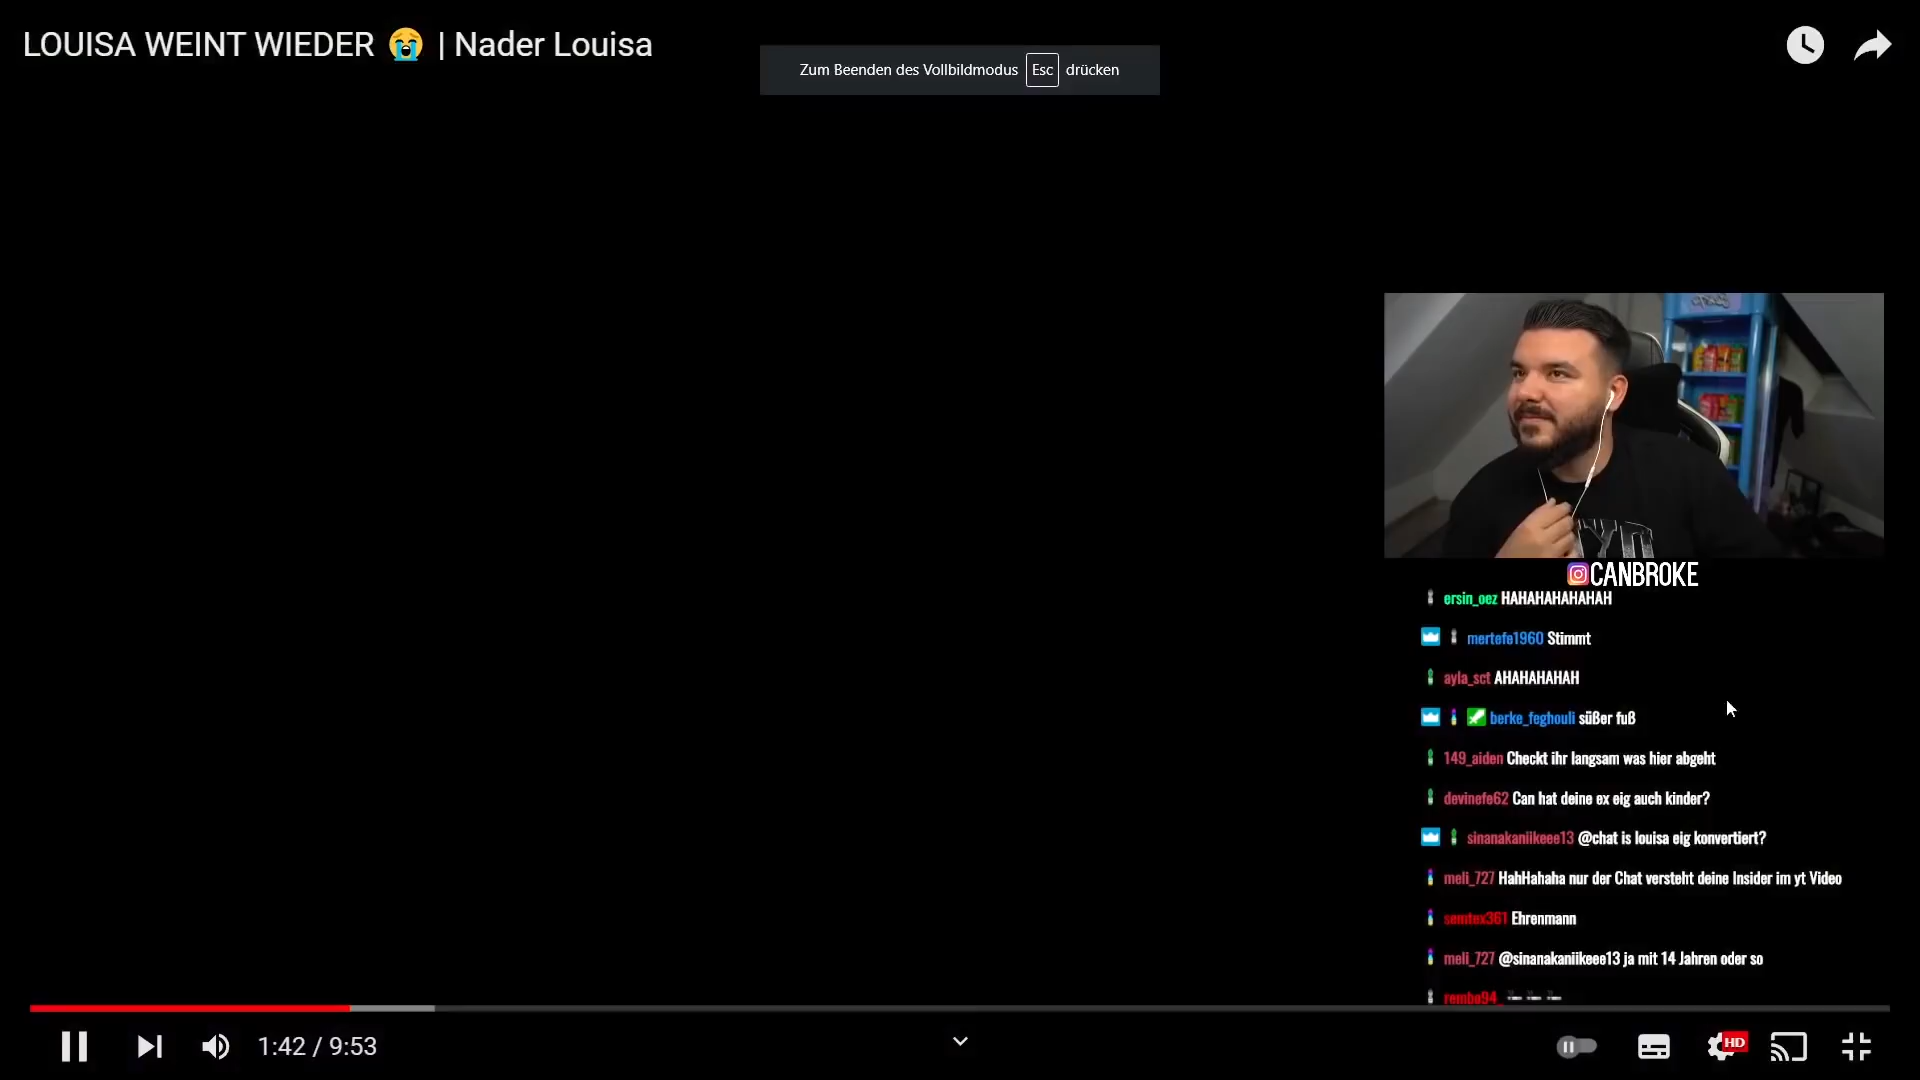 LOUISA WEINT WIEDER 😭 | Nader Louisa
Zum Beenden des Vollbildmodus Esc drücken
CANBROKE
ersin_oez HAHAHAHAHAHAH
mertefe1960 Stimmt
ayla_sct AHAHAHAHAH
berke_feghouli süßer fuß
149_aiden Checkt ihr langsam was hier abgeht
devinefe62 Can hat deine ex eig auch kinder?
sinanakaniikeee13 @chat is louisa eig konvertiert?
meli_727 HahHahaha nur der Chat versteht deine Insider im yt Video
semtex361 Ehrenmann
meli_727 @sinanakaniikeee13 ja mit 14 Jahren oder so
rembo94_
1:42 / 9:53
HD